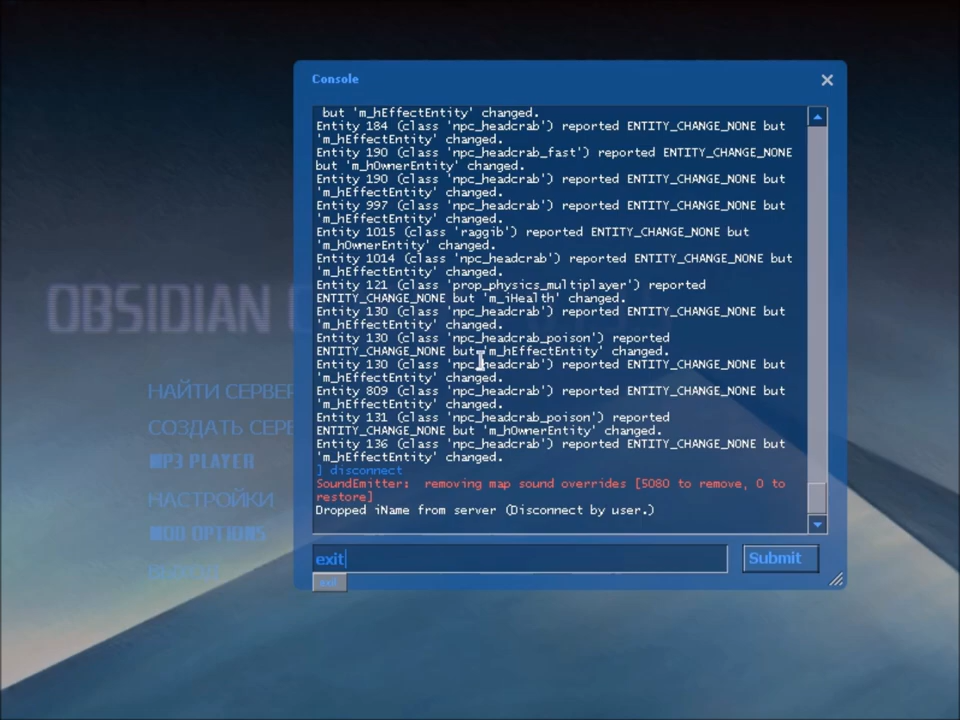 Console
but 'm_hEffectEntity' changed.
Entity 184 (class 'npc_headcrab') reported ENTITY_CHANGE_NONE but
'm_hEffectEntity' changed.
Entity 190 (class 'npc_headcrab_fast') reported ENTITY_CHANGE_NONE
but 'm_hOwnerEntity' changed.
Entity 190 (class 'npc_headcrab') reported ENTITY_CHANGE_NONE but
'm_hEffectEntity' changed.
Entity 997 (class 'npc_headcrab') reported ENTITY_CHANGE_NONE but
'm_hEffectEntity' changed.
Entity 1015 (class 'raggib') reported ENTITY_CHANGE_NONE but
'm_hOwnerEntity' changed.
Entity 1014 (class 'npc_headcrab') reported ENTITY_CHANGE_NONE but
'm_hEffectEntity' changed.
Entity 121 (class 'prop_physics_multiplayer') reported
ENTITY_CHANGE_NONE but 'm_iHealth' changed.
Entity 130 (class 'npc_headcrab') reported ENTITY_CHANGE_NONE but
'm_hEffectEntity' changed.
Entity 130 (class 'npc_headcrab_poison') reported
ENTITY_CHANGE_NONE but 'm_hEffectEntity' changed.
Entity 130 (class 'npc_headcrab') reported ENTITY_CHANGE_NONE but
'm_hEffectEntity' changed.
Entity 809 (class 'npc_headcrab') reported ENTITY_CHANGE_NONE but
'm_hEffectEntity' changed.
Entity 131 (class 'npc_headcrab_poison') reported
ENTITY_CHANGE_NONE but 'm_hOwnerEntity' changed.
Entity 136 (class 'npc_headcrab') reported ENTITY_CHANGE_NONE but
'm_hEffectEntity' changed.
] disconnect
SoundEmitter:  removing map sound overrides [5080 to remove, 0 to
restore]
Dropped iName from server (Disconnect by user.)
exit
Submit
exit
OBSIDIAN
НАЙТИ СЕРВЕР
СОЗДАТЬ СЕРВ
MP3 PLAYER
НАСТРОЙКИ
MOD OPTIONS